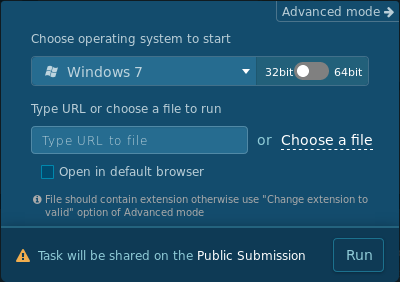 Advanced mode
Choose operating system to start
Windows 7
32bit 64bit
Type URL or choose a file to run
Type URL to file or Choose a file
Open in default browser
File should contain extension otherwise use "Change extension to
valid" option of Advanced mode
Task will be shared on the Public Submission
Run